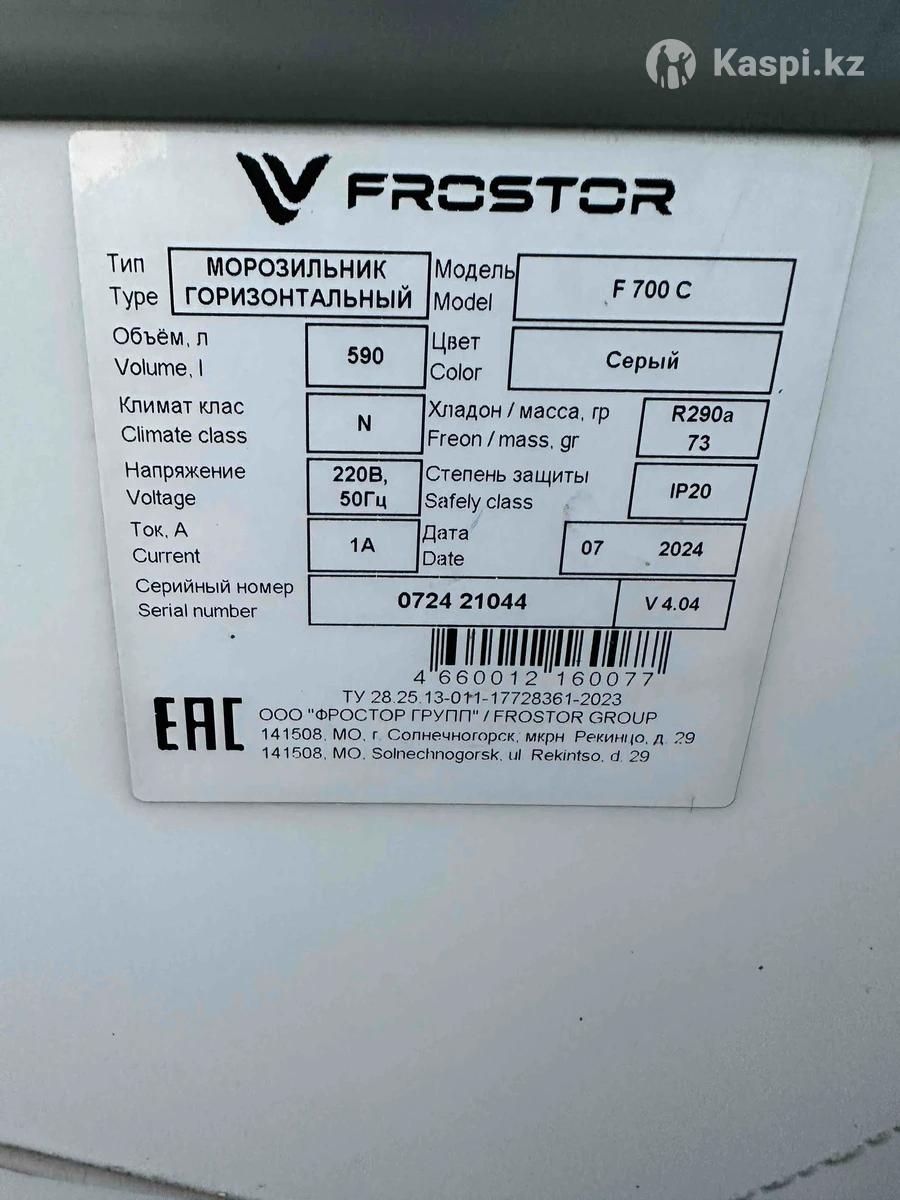 Kaspi.kz
FROSTOR
Тип
Type
МОРОЗИЛЬНИК
ГОРИЗОНТАЛЬНЫЙ
Модель
Model
F 700 C
Объём, л
Volume, l
590
Цвет
Color
Серый
Климат клас
Climate class
N
Хладон / масса, гр
Freon / mass, gr
R290a
73
Напряжение
Voltage
220В,
50Гц
Степень защиты
Safely class
IP20
Ток, А
Current
1А
Дата
Date
07 2024
Серийный номер
Serial number
0724 21044
V 4.04
4 660012 160077
ТУ 28.25.13-011-17728361-2023
EAC
ООО "ФРОСТОР ГРУПП" / FROSTOR GROUP
141508, МО, г. Солнечногорск, мкрн Рекинцо, д. 29
141508, MO, Solnechnogorsk, ul Rekintso, d. 29